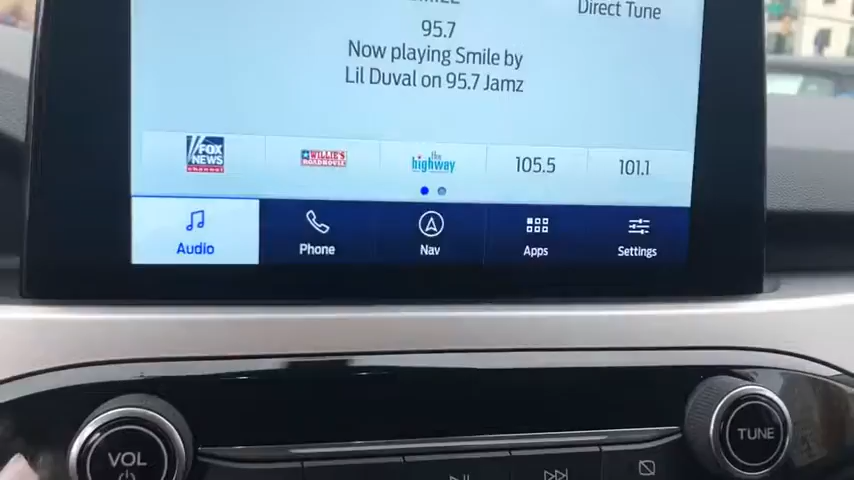 Direct Tune
95.7
Now playing Smile by
Lil Duval on 95.7 Jamz
FOX
NEWS
channel
WILLIE'S
ROADHOUSE
the
highway
105.5
101.1
Audio
Phone
Nav
Apps
Settings
VOL
TUNE